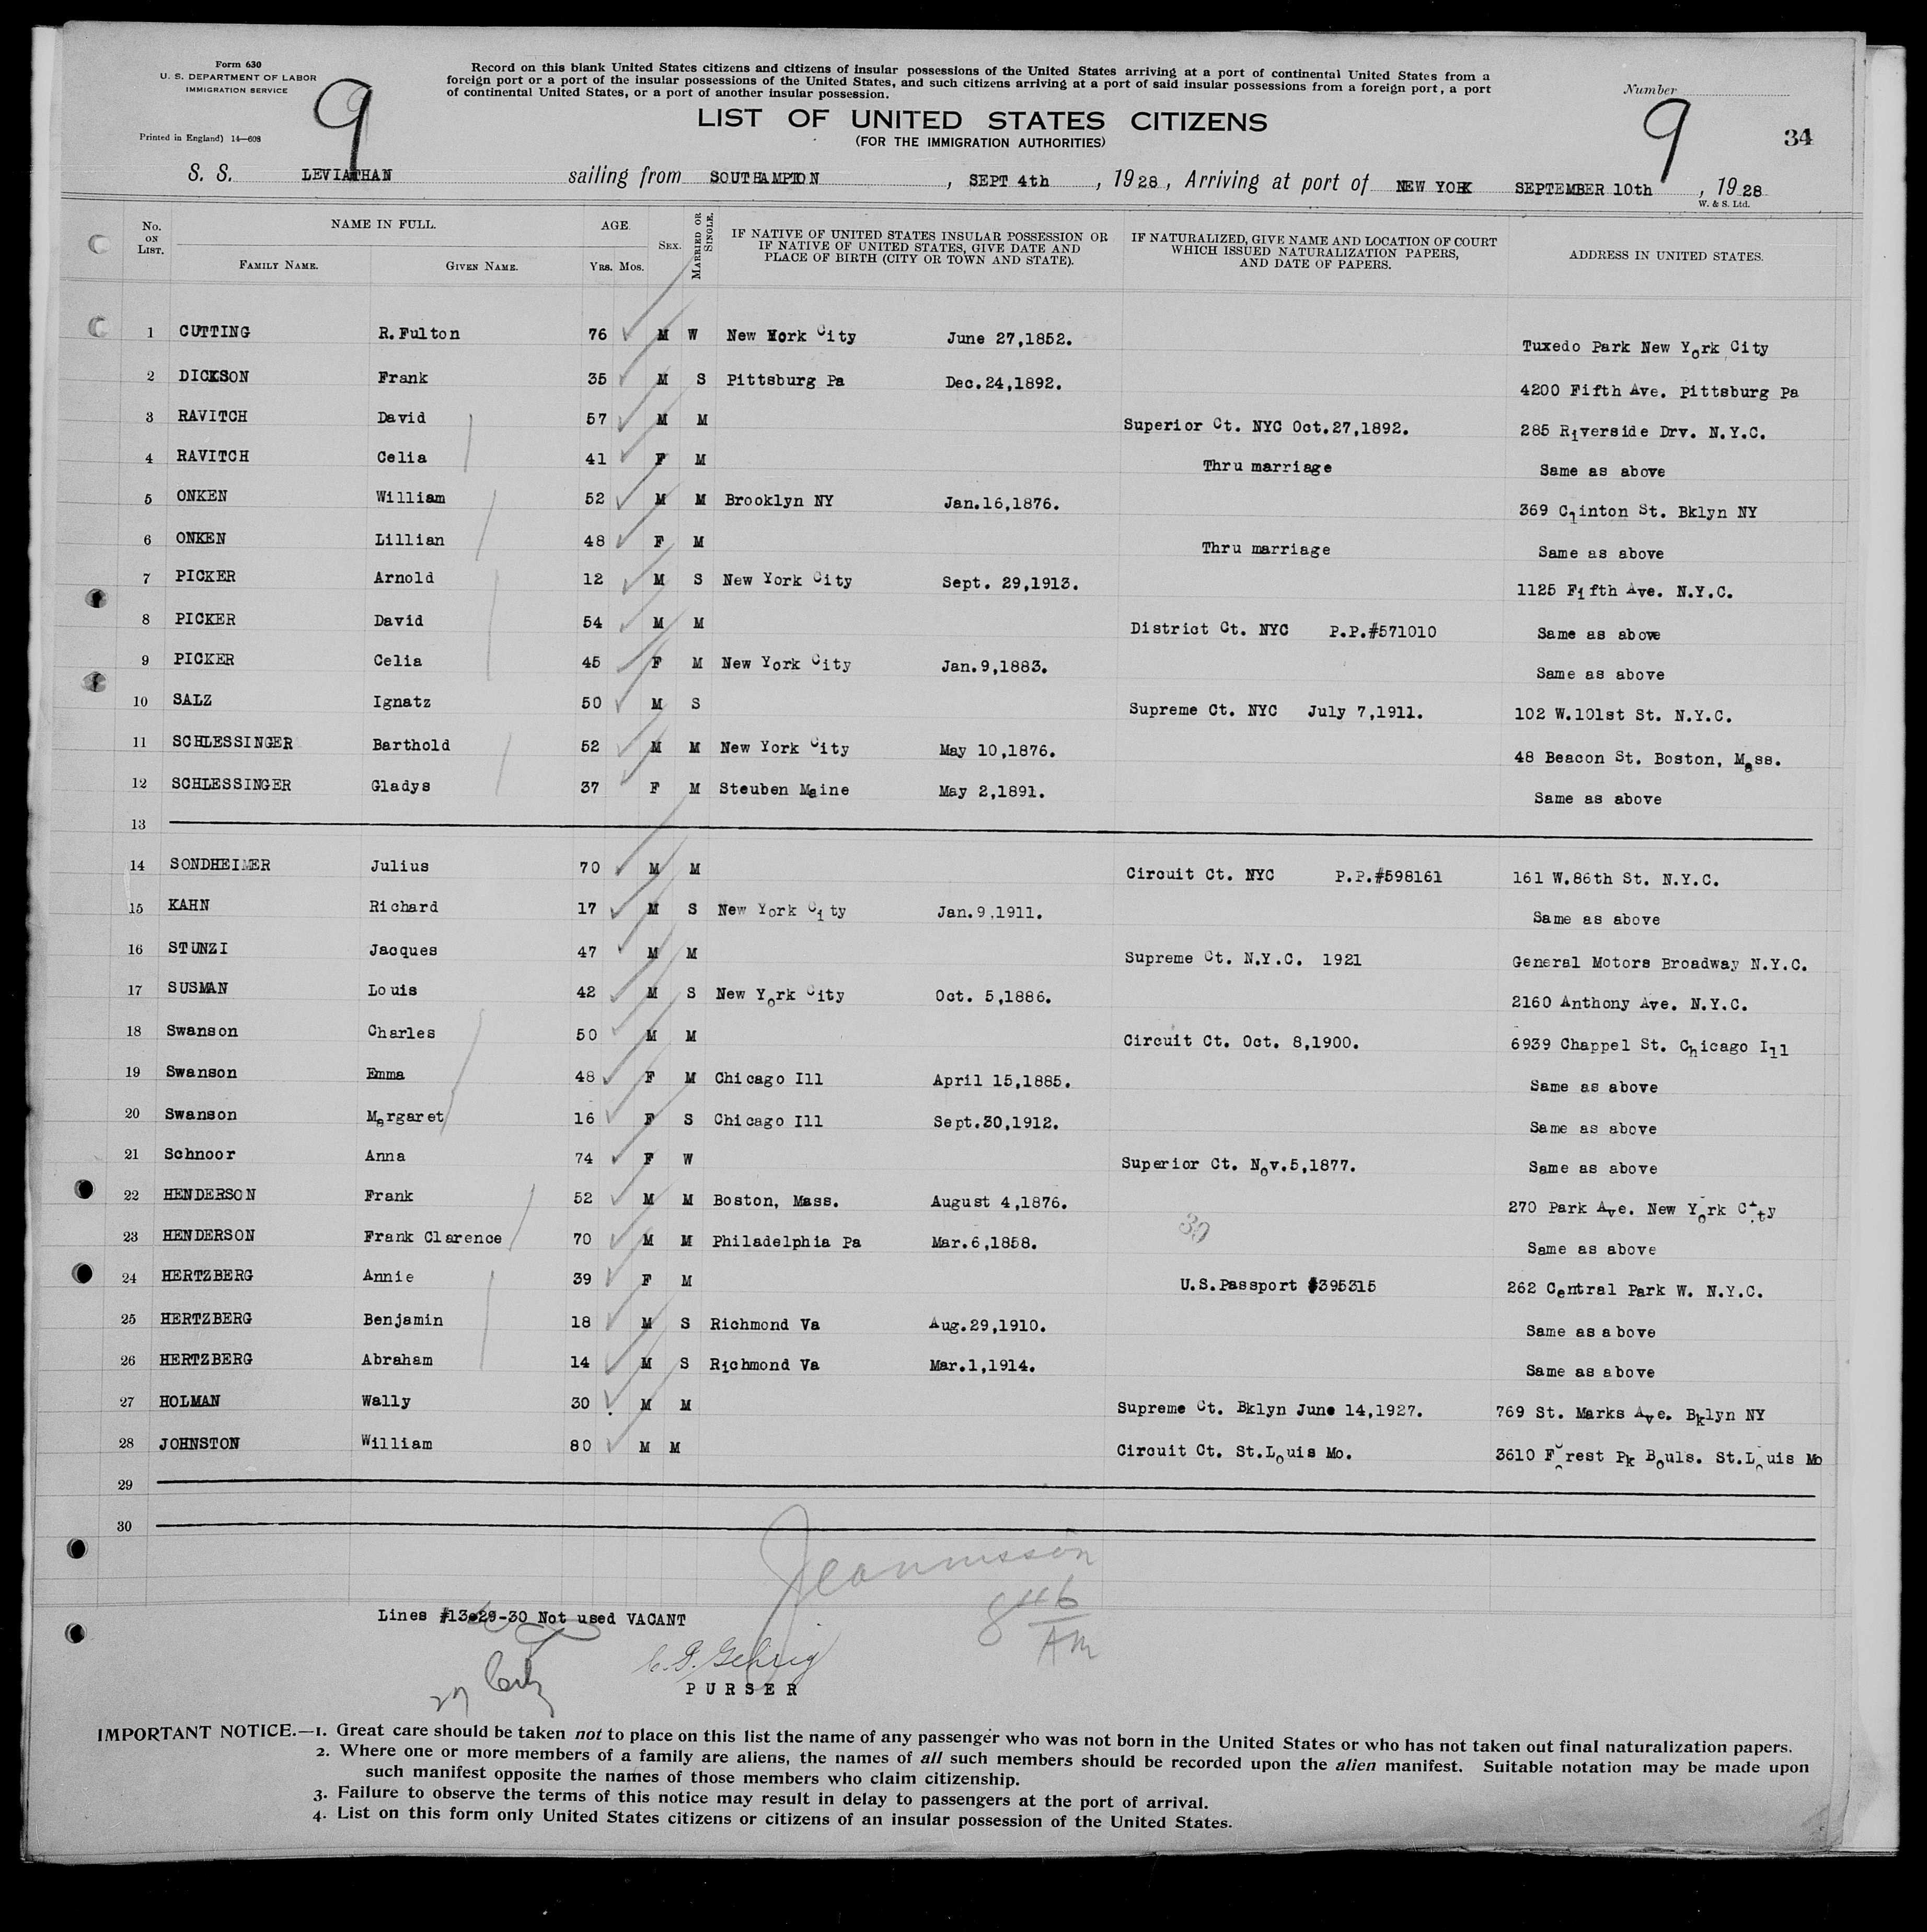 Form 630
U. S. DEPARTMENT OF LABOR
IMMIGRATION SERVICE
Printed in England) 14—608
9
Record on this blank United States citizens and citizens of insular possessions of the United States arriving at a port of continental United States from a
foreign port or a port of the insular possessions of the United States, and such citizens arriving at a port of said insular possessions from a foreign port, a port
of continental United States, or a port of another insular possession.
Number
9
34
LIST OF UNITED STATES CITIZENS
(FOR THE IMMIGRATION AUTHORITIES)
S. S. LEVIATHAN sailing from SOUTHAMPTON, SEPT 4th, 1928, Arriving at port of NEW YORK SEPTEMBER 10th, 1928
W. & S. Ltd.
No. ON LIST. NAME IN FULL. FAMILY NAME. GIVEN NAME. AGE. YRS. MOS. SEX. MARRIED OR SINGLE. IF NATIVE OF UNITED STATES INSULAR POSSESSION OR IF NATIVE OF UNITED STATES, GIVE DATE AND PLACE OF BIRTH (CITY OR TOWN AND STATE). IF NATURALIZED, GIVE NAME AND LOCATION OF COURT WHICH ISSUED NATURALIZATION PAPERS, AND DATE OF PAPERS. ADDRESS IN UNITED STATES.
1 CUTTING R.Fulton 76 M W New York City June 27,1852. Tuxedo Park New York City
2 DICKSON Frank 35 M S Pittsburg Pa Dec.24,1892. 4200 Fifth Ave. Pittsburg Pa
3 RAVITCH David 57 M M Superior Ct. NYC Oct.27,1892. 285 Riverside Drv. N.Y.C.
4 RAVITCH Celia 41 F M Thru marriage Same as above
5 ONKEN William 52 M M Brooklyn NY Jan.16,1876. 369 Clinton St. Bklyn NY
6 ONKEN Lillian 48 F M Thru marriage Same as above
7 PICKER Arnold 12 M S New York City Sept. 29,1913. 1125 Fifth Ave. N.Y.C.
8 PICKER David 54 M M District Ct. NYC P.P.#571010 Same as above
9 PICKER Celia 45 F M New York City Jan.9,1883. Same as above
10 SALZ Ignatz 50 M S Supreme Ct. NYC July 7,1911. 102 W.101st St. N.Y.C.
11 SCHLESSINGER Barthold 52 M M New York City May 10,1876. 48 Beacon St. Boston, Mass.
12 SCHLESSINGER Gladys 37 F M Steuben Maine May 2,1891. Same as above
13
14 SONDHEIMER Julius 70 M M Circuit Ct. NYC P.P.#598161 161 W.86th St. N.Y.C.
15 KAHN Richard 17 M S New York City Jan.9,1911. Same as above
16 STUNZI Jacques 47 M M Supreme Ct. N.Y.C. 1921 General Motors Broadway N.Y.C.
17 SUSMAN Louis 42 M S New York City Oct. 5,1886. 2160 Anthony Ave. N.Y.C.
18 Swanson Charles 50 M M Circuit Ct. Oct. 8,1900. 6939 Chappel St. Chicago Ill
19 Swanson Emma 48 F M Chicago Ill April 15,1885. Same as above
20 Swanson Margaret 16 F S Chicago Ill Sept.30,1912. Same as above
21 Schnoor Anna 74 F W Superior Ct. Nov.5,1877. Same as above
22 HENDERSON Frank 52 M M Boston, Mass. August 4,1876. 270 Park Ave. New York City
23 HENDERSON Frank Clarence 70 M M Philadelphia Pa Mar.6,1858. 30 Same as above
24 HERTZBERG Annie 39 F M U.S.Passport #395315 262 Central Park W. N.Y.C.
25 HERTZBERG Benjamin 18 M S Richmond Va Aug.29,1910. Same as above
26 HERTZBERG Abraham 14 M S Richmond Va Mar.1,1914. Same as above
27 HOLMAN Wally 30 M M Supreme Ct. Bklyn June 14,1927. 769 St. Marks Ave. Bklyn NY
28 JOHNSTON William 80 M M Circuit Ct. St.Louis Mo. 3610 Forest Pk Bouls. St.Louis Mo
29
30
Lines #13-29-30 Not used VACANT
8 46 AM
C. G. Gehrig
PURSER
IMPORTANT NOTICE.—1. Great care should be taken not to place on this list the name of any passenger who was not born in the United States or who has not taken out final naturalization papers.
2. Where one or more members of a family are aliens, the names of all such members should be recorded upon the alien manifest. Suitable notation may be made upon
such manifest opposite the names of those members who claim citizenship.
3. Failure to observe the terms of this notice may result in delay to passengers at the port of arrival.
4. List on this form only United States citizens or citizens of an insular possession of the United States.